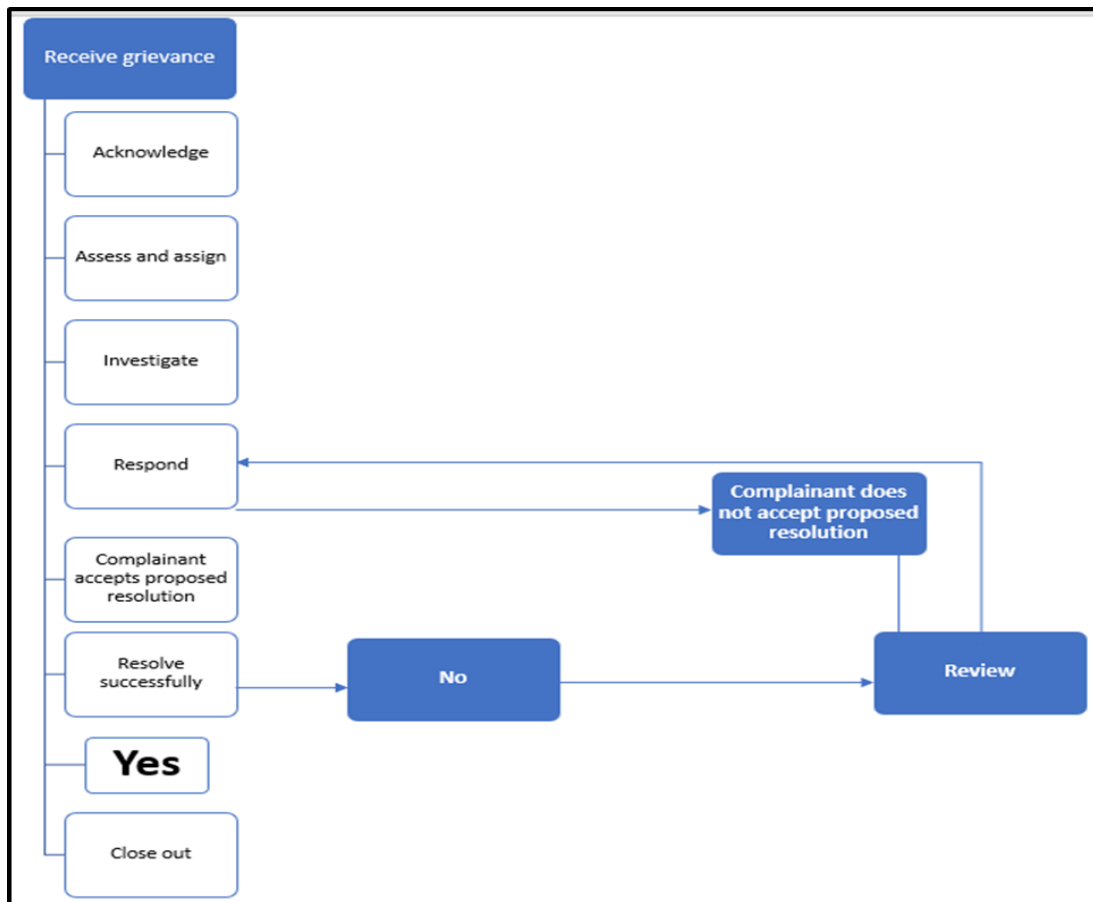 Receive grievance
Acknowledge
Assess and assign
Investigate
Respond
Complainant does
not accept proposed
resolution
Complainant
accepts proposed
resolution
Resolve
successfully
No
Review
Yes
Close out